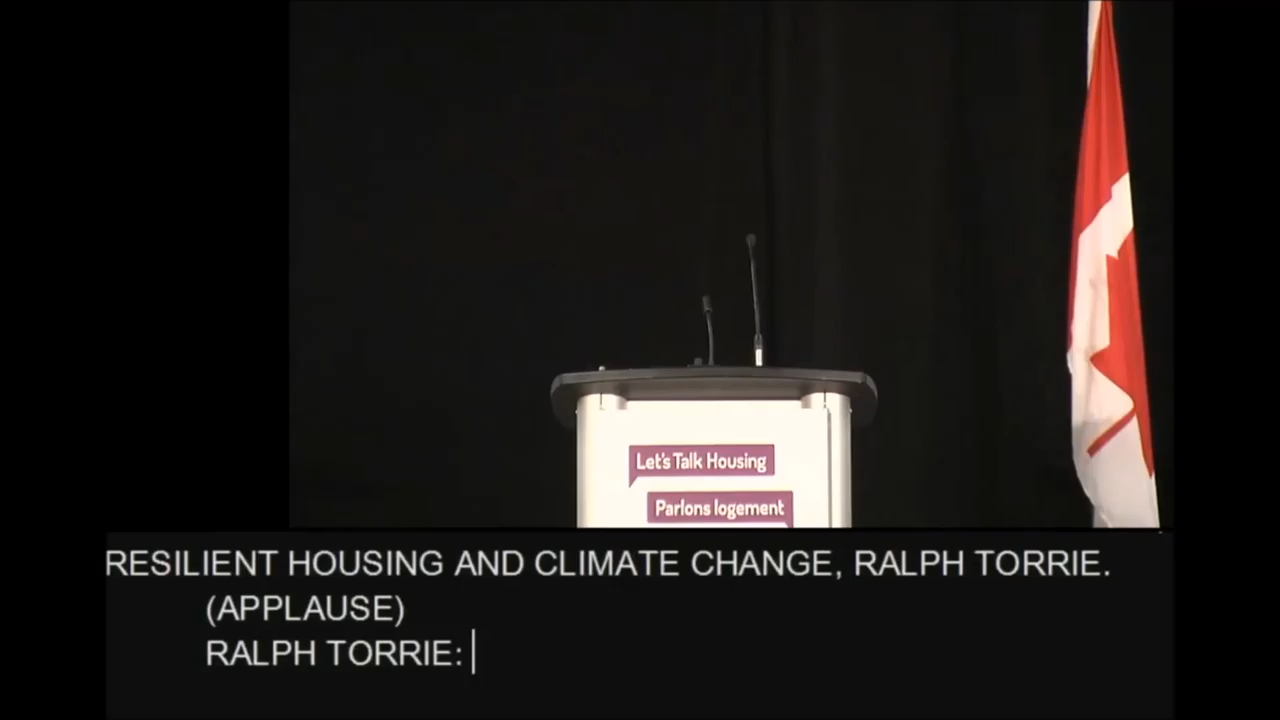 Let's Talk Housing
Parlons logement
RESILIENT HOUSING AND CLIMATE CHANGE, RALPH TORRIE.
(APPLAUSE)
RALPH TORRIE: